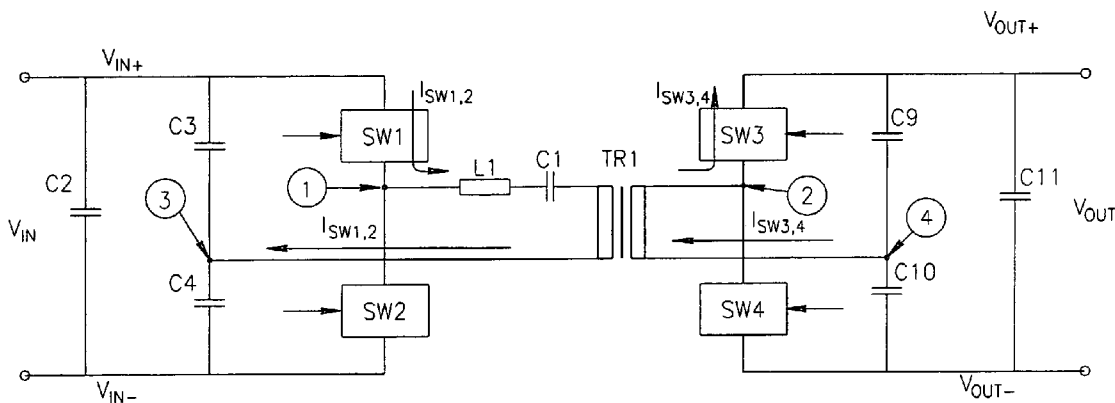 V_IN+
V_OUT+
I_SW1,2
I_SW3,4
C3
SW1
SW3
C9
L1
C1
TR1
C2
1
2
C11
3
V_IN
I_SW1,2
I_SW3,4
4
V_OUT
C4
C10
SW2
SW4
V_IN-
V_OUT-